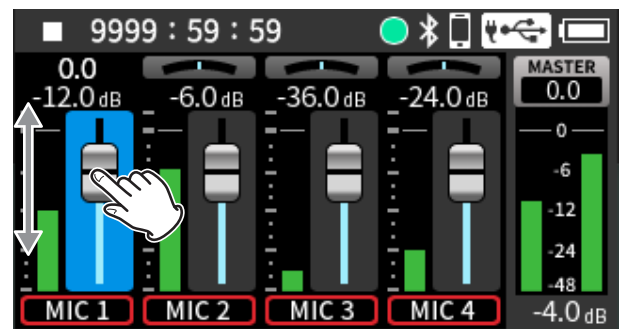 9999 : 59 : 59
0.0
-12.0 dB
-6.0 dB
-36.0 dB
-24.0 dB
MASTER
0.0
0
-6
-12
-24
-48
-4.0 dB
MIC 1
MIC 2
MIC 3
MIC 4